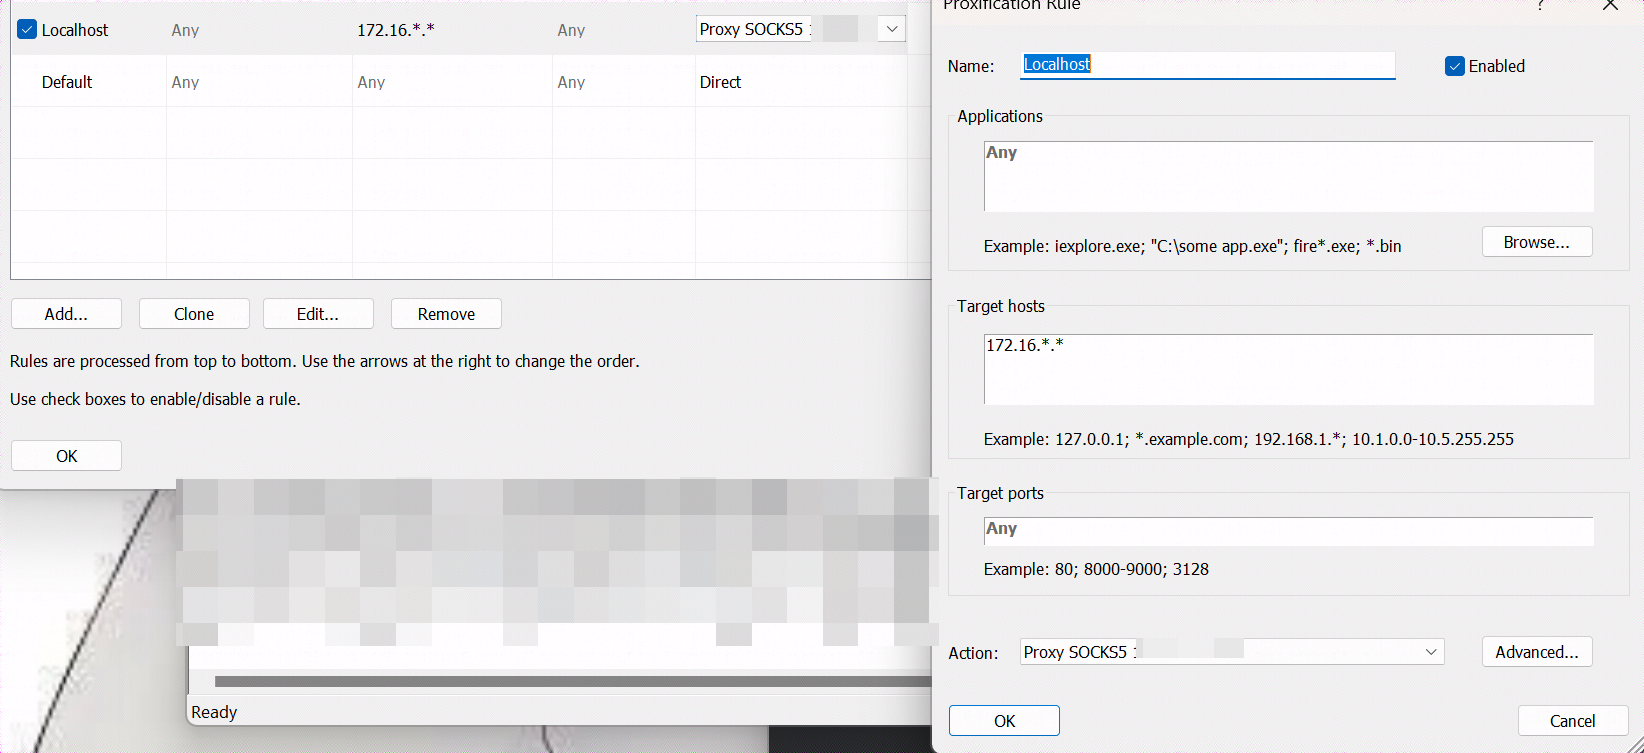 Localhost Any 172.16.*.* Any Proxy SOCKS5
Default Any Any Any Direct
Add... Clone Edit... Remove
Rules are processed from top to bottom. Use the arrows at the right to change the order.
Use check boxes to enable/disable a rule.
OK
Ready
Proxification Rule ?
Name: Localhost Enabled
Applications
Any
Example: iexplore.exe; "C:\some app.exe"; fire*.exe; *.bin Browse...
Target hosts
172.16.*.*
Example: 127.0.0.1; *.example.com; 192.168.1.*; 10.1.0.0-10.5.255.255
Target ports
Any
Example: 80; 8000-9000; 3128
Action: Proxy SOCKS5 Advanced...
OK Cancel